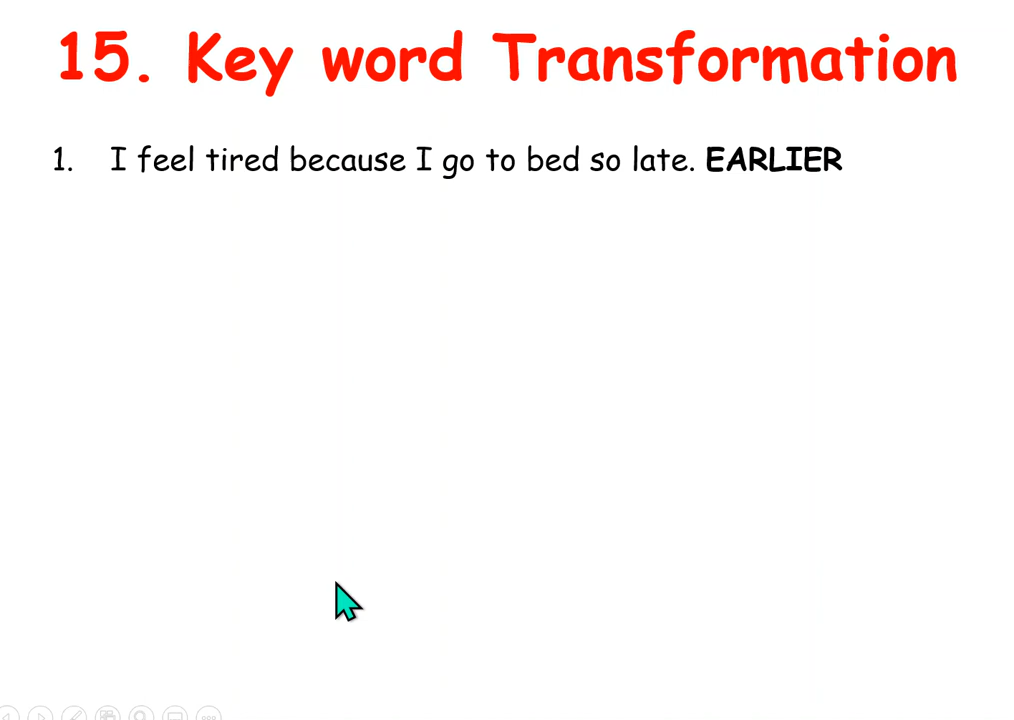 15. Key word Transformation
1. I feel tired because I go to bed so late. EARLIER